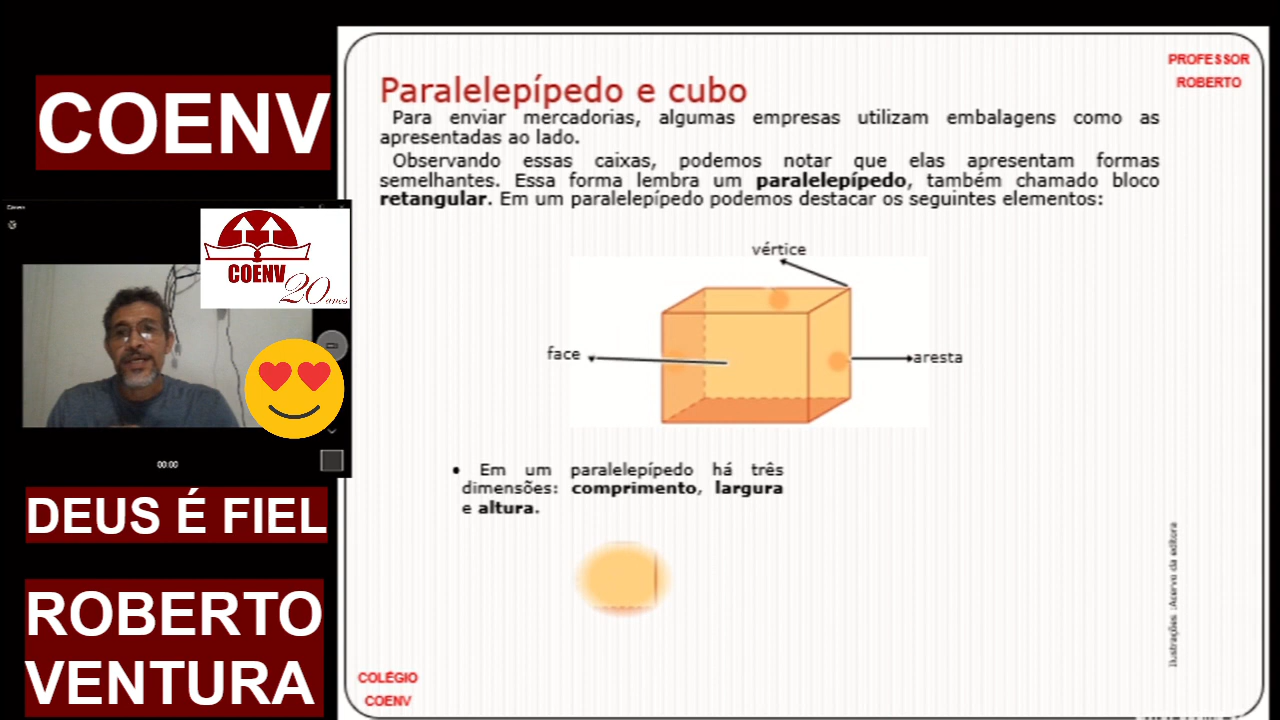 COENV
COENV
20 anos
00:00
DEUS É FIEL
ROBERTO
VENTURA
PROFESSOR
ROBERTO
Paralelepípedo e cubo
Para enviar mercadorias, algumas empresas utilizam embalagens como as
apresentadas ao lado.
Observando essas caixas, podemos notar que elas apresentam formas
semelhantes. Essa forma lembra um paralelepípedo, também chamado bloco
retangular. Em um paralelepípedo podemos destacar os seguintes elementos:
vértice
face
aresta
• Em um paralelepípedo há três
dimensões: comprimento, largura
e altura.
Ilustrações :Acervo da editora
COLÉGIO
COENV